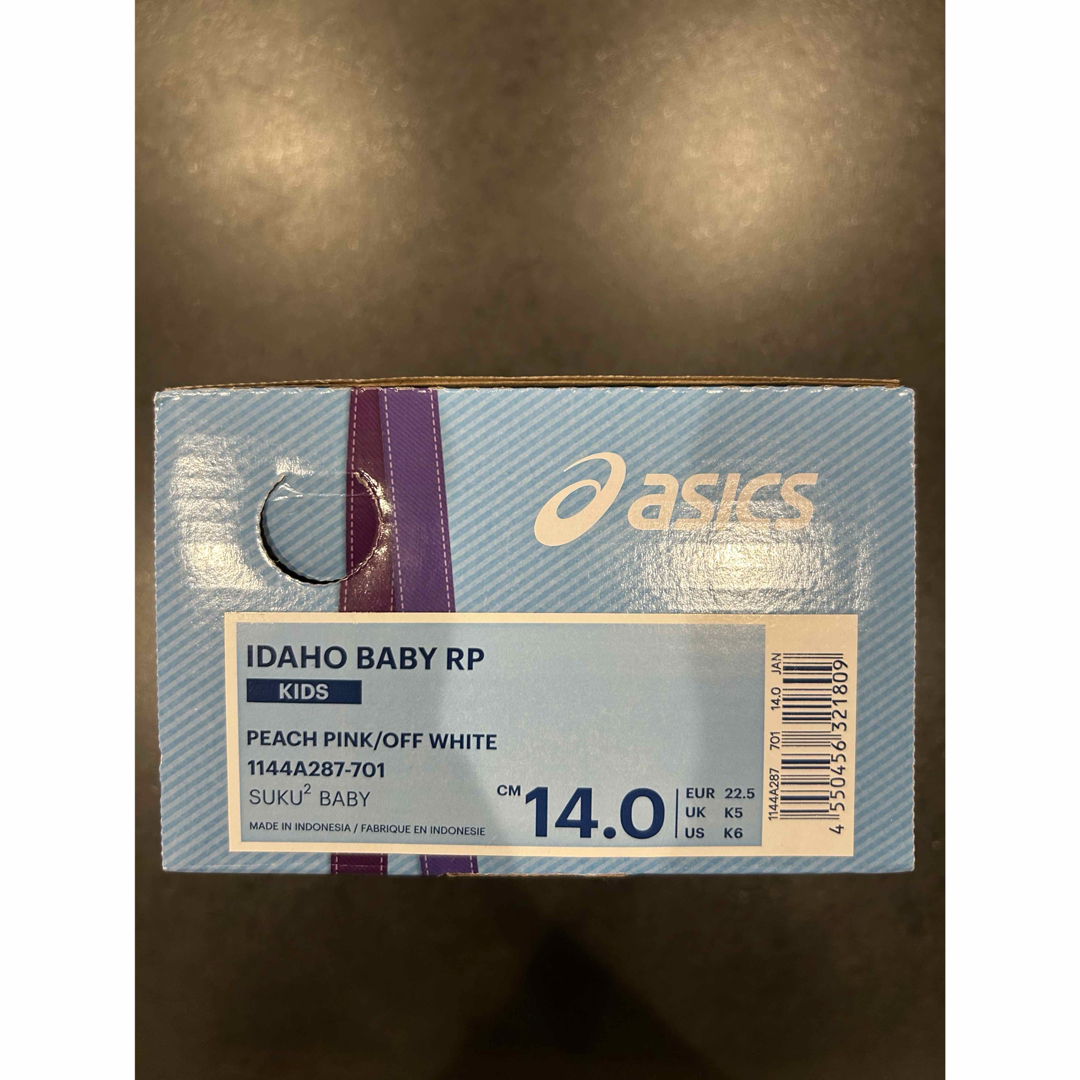 asics
IDAHO BABY RP
KIDS
PEACH PINK/OFF WHITE
1144A287-701
SUKU² BABY
MADE IN INDONESIA / FABRIQUE EN INDONESIE
CM 14.0
EUR 22.5
UK K5
US K6
1144A287 701 14.0 JAN
4 550456 321809